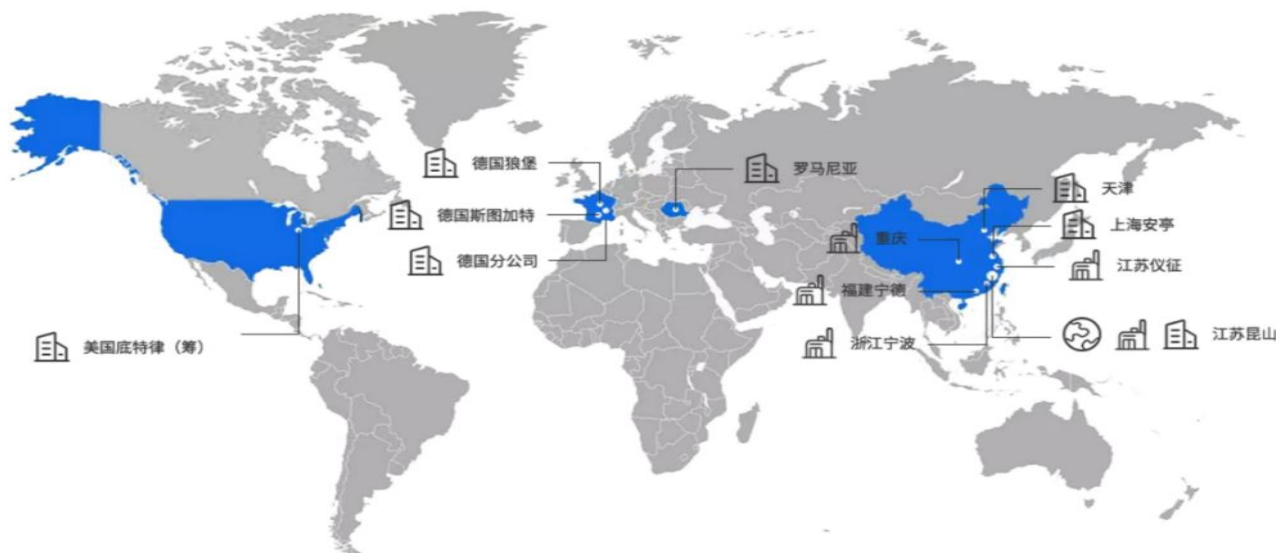 德国狼堡
罗马尼亚
天津
德国斯图加特
上海安亭
重庆
德国分公司
江苏仪征
福建宁德
美国底特律（筹）
浙江宁波
江苏昆山